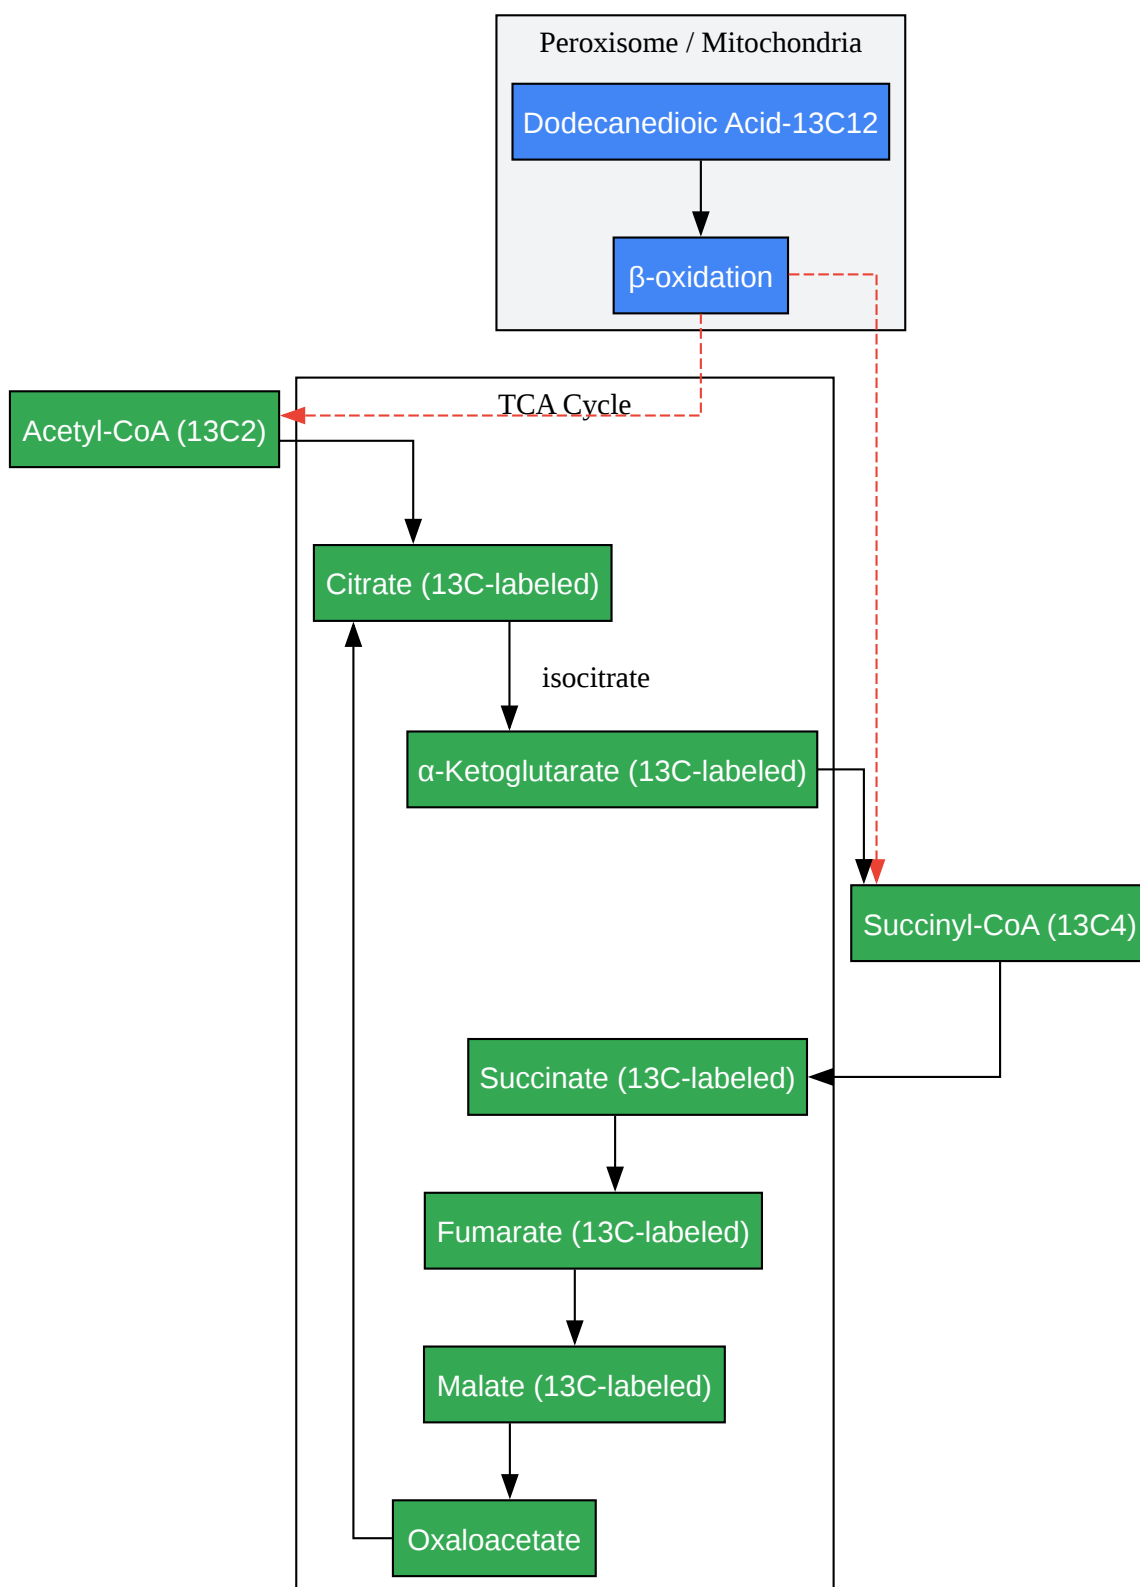 Peroxisome / Mitochondria
Dodecanedioic Acid-13C12
β-oxidation
TCA Cycle
Acetyl-CoA (13C2)
Citrate (13C-labeled)
isocitrate
α-Ketoglutarate (13C-labeled)
Succinyl-CoA (13C4)
Succinate (13C-labeled)
Fumarate (13C-labeled)
Malate (13C-labeled)
Oxaloacetate